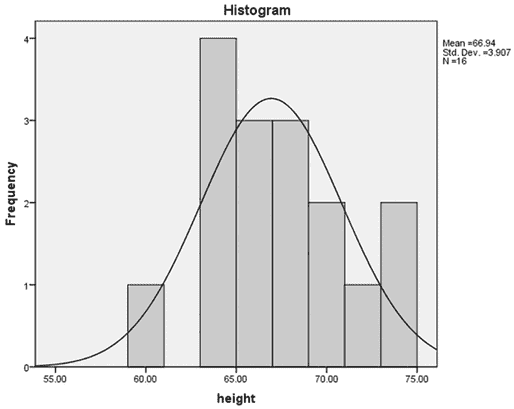 Histogram
Mean =66.94
Std. Dev. =3.907
N =16
Frequency
4
3
2
1
0
55.00 60.00 65.00 70.00 75.00
height